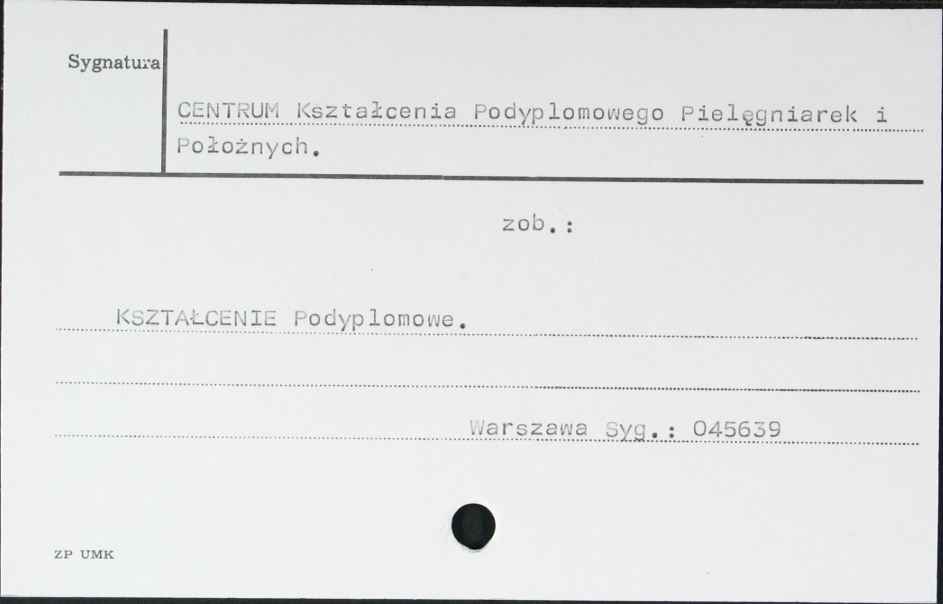 Sygnatura
CENTRUM Kształcenia Podyplomowego Pielęgniarek i
Położnych.
zob.:
KSZTAŁCENIE Podyplomowe.
Warszawa Syg.: 045639
ZP UMK